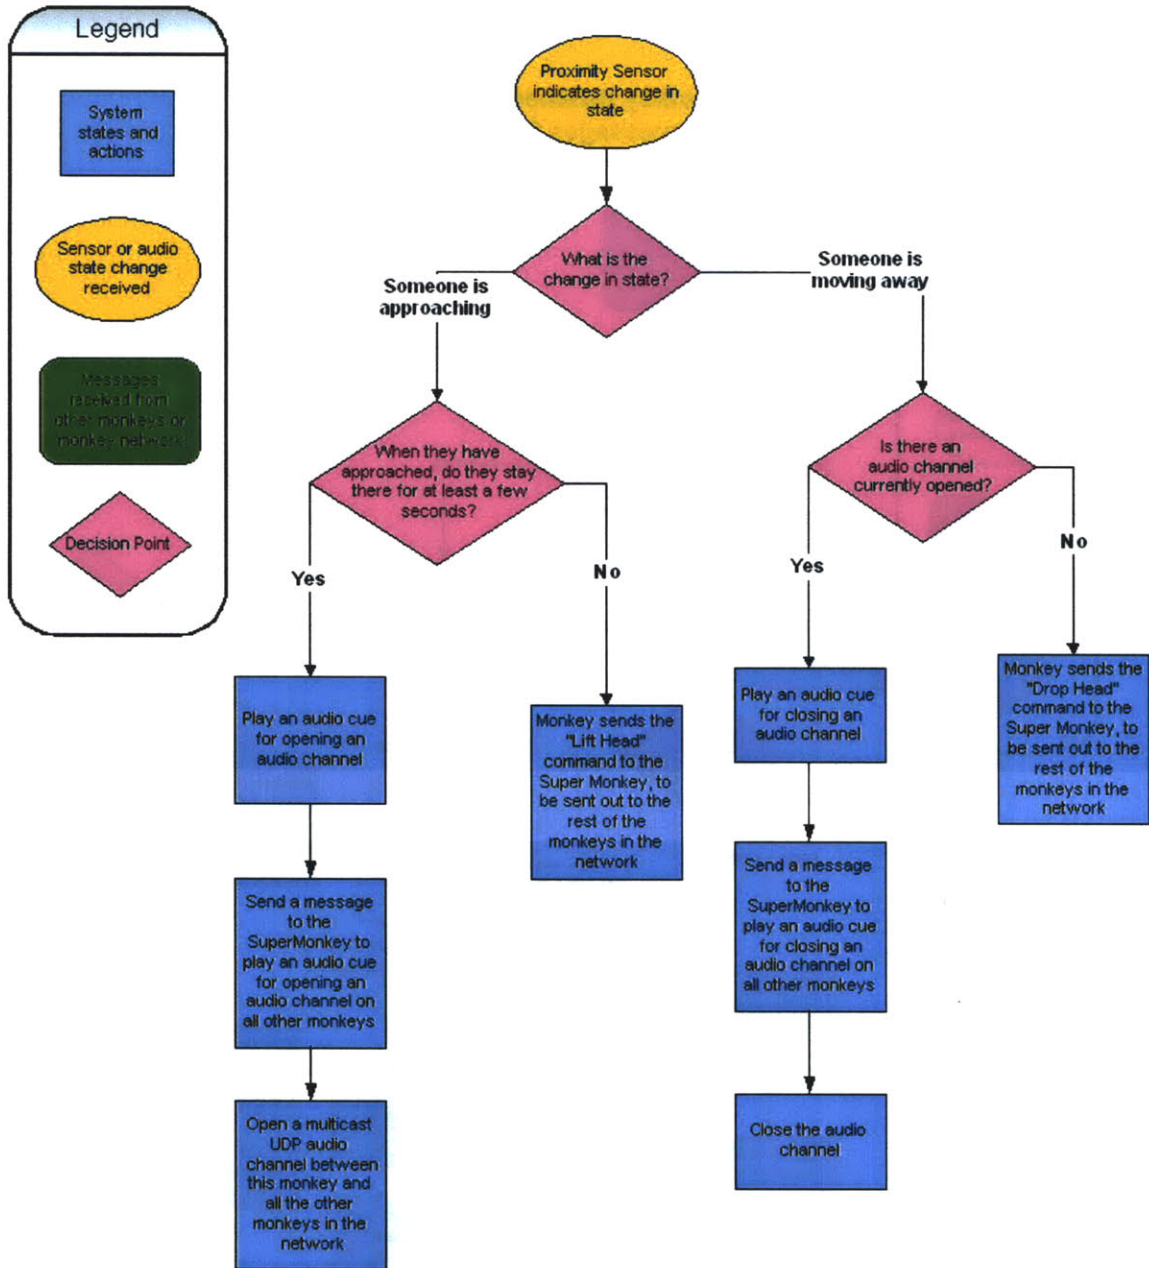 Legend
System
states and
actions
Sensor or audio
state change
received
Messages
received from
other monkeys or
monkey network
Decision Point
Proximity Sensor
indicates change in
state
What is the
change in state?
Someone is
approaching
Someone is
moving away
When they have
approached, do they stay
there for at least a few
seconds?
Is there an
audio channel
currently opened?
Yes
No
Yes
No
Play an audio cue
for opening an
audio channel
Monkey sends the
"Lift Head"
command to the
Super Monkey, to
be sent out to the
rest of the
monkeys in the
network
Play an audio cue
for closing an
audio channel
Monkey sends the
"Drop Head"
command to the
Super Monkey, to
be sent out to the
rest of the
monkeys in the
network
Send a message
to the
SuperMonkey to
play an audio cue
for opening an
audio channel on
all other monkeys
Send a message
to the
SuperMonkey to
play an audio cue
for closing an
audio channel on
all other monkeys
Open a multicast
UDP audio
channel between
this monkey and
all the other
monkeys in the
network
Close the audio
channel